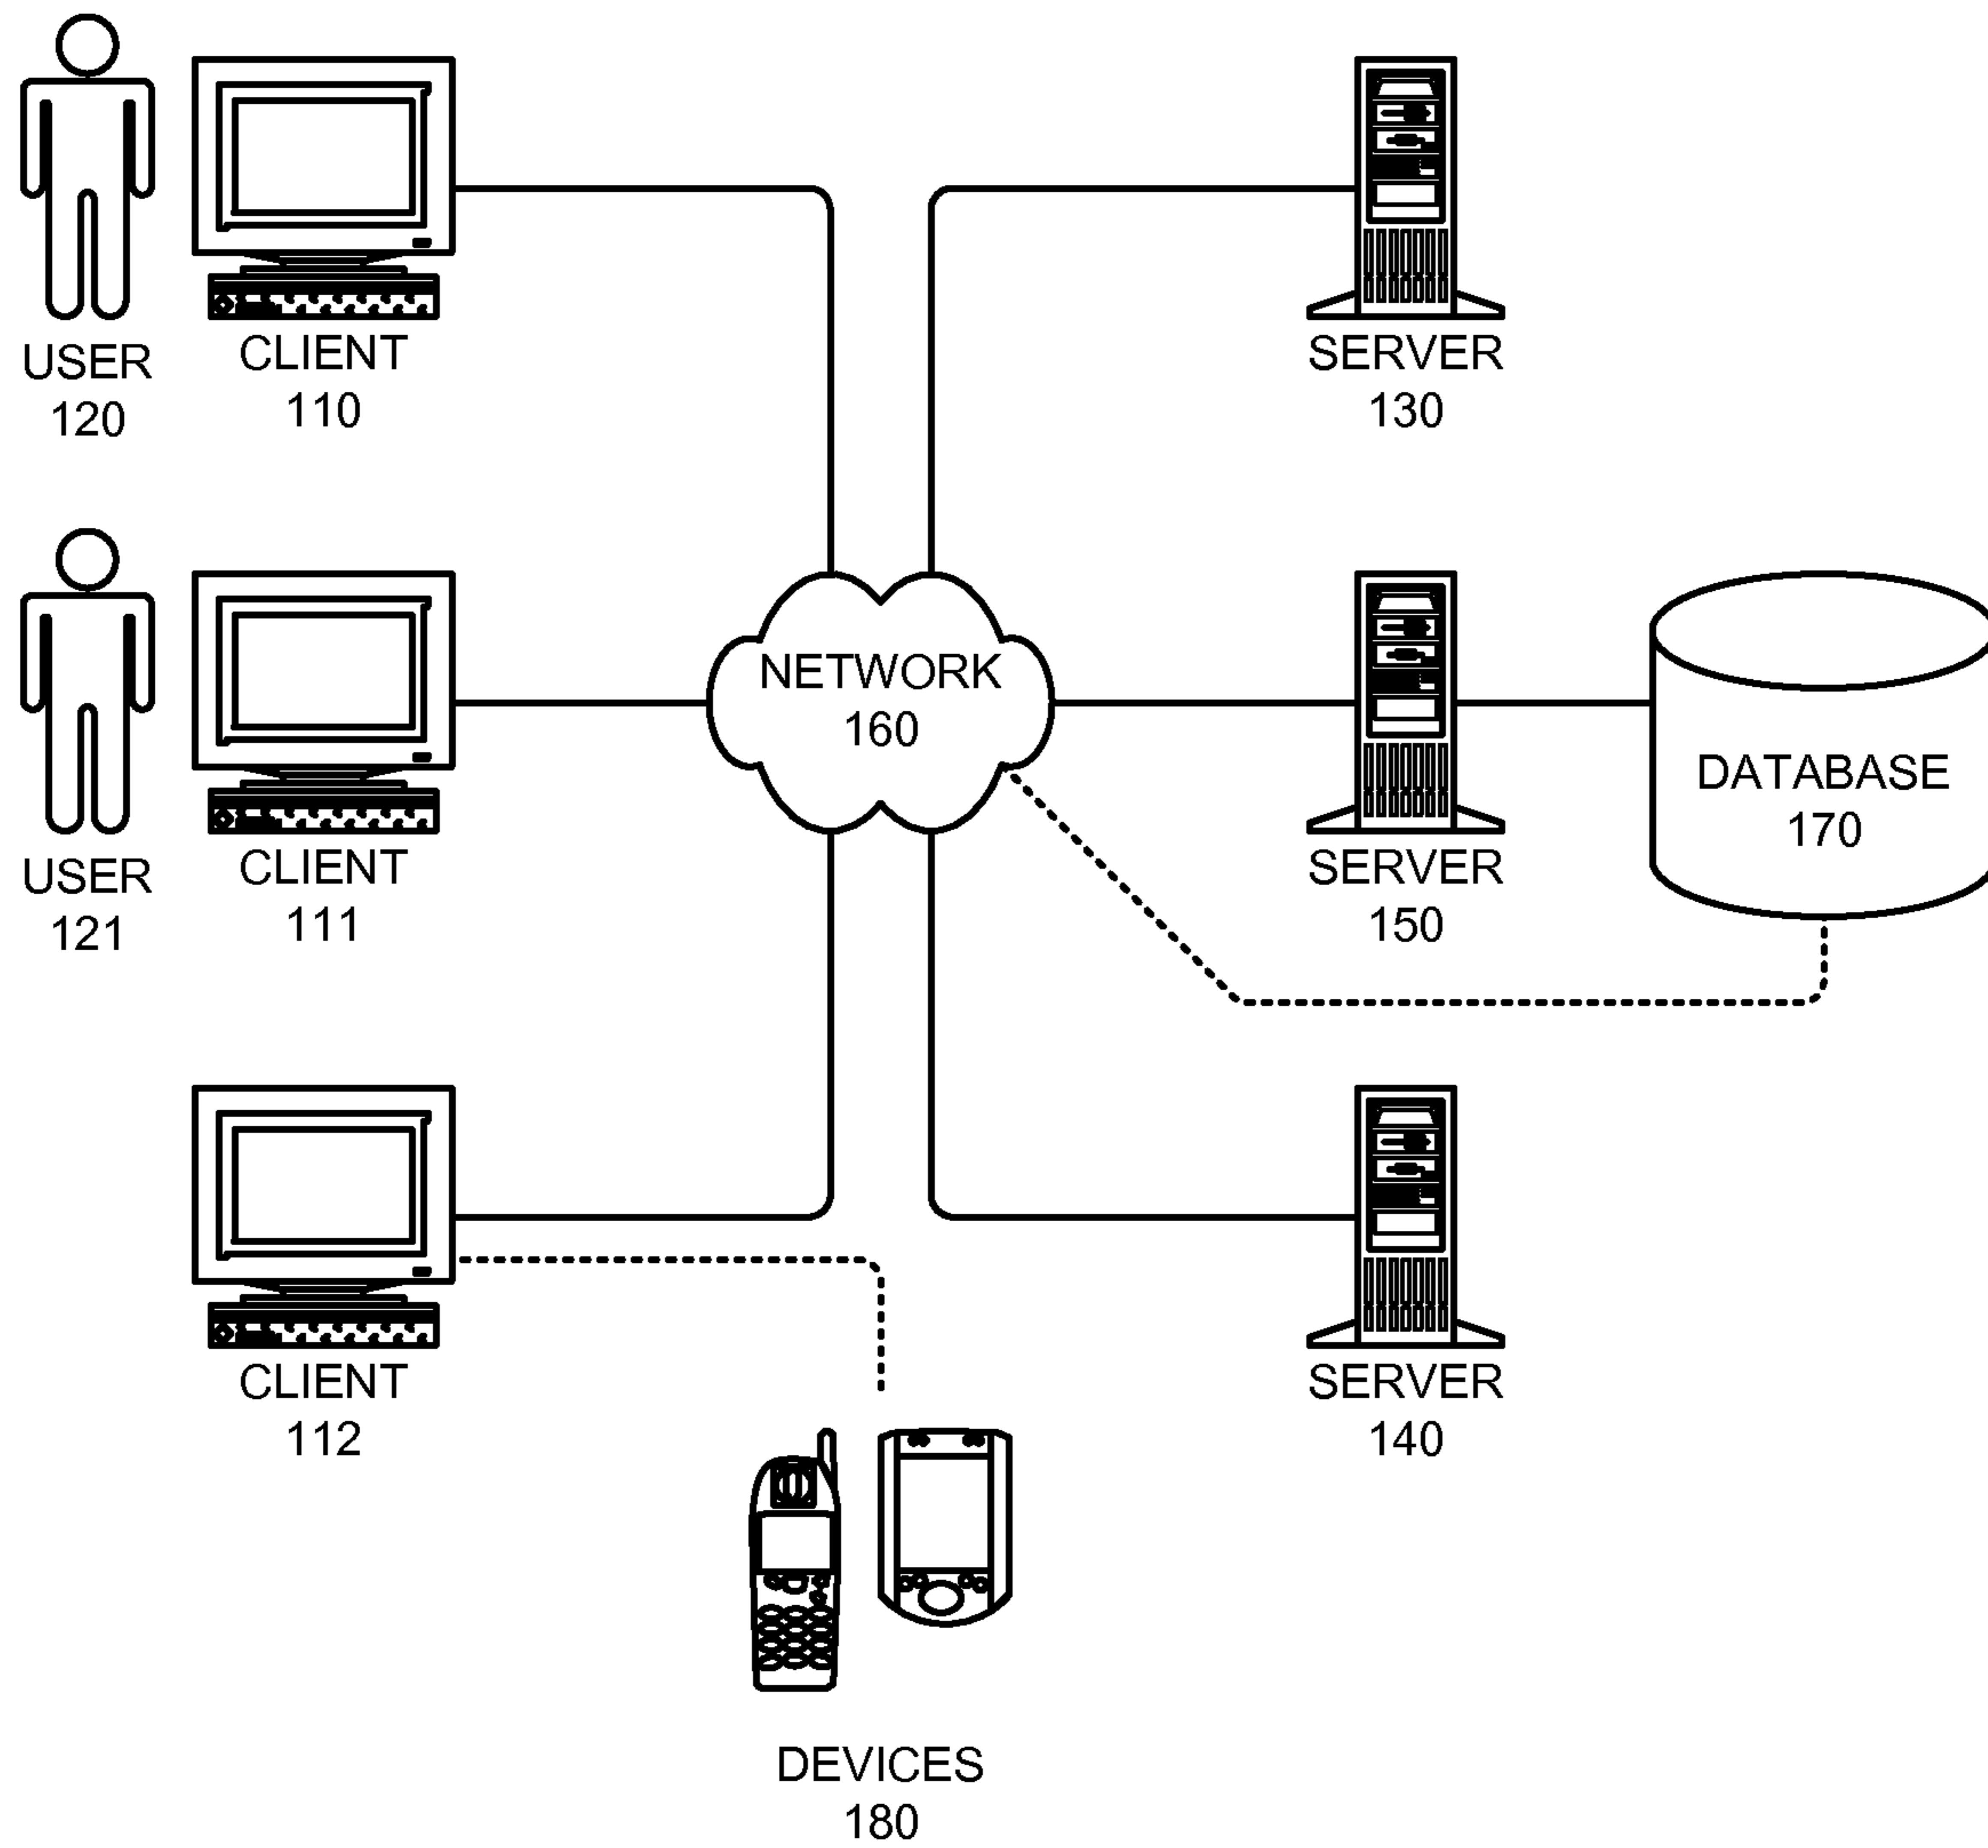 USER
120
CLIENT
110
SERVER
130
NETWORK
160
USER
121
CLIENT
111
SERVER
150
DATABASE
170
CLIENT
112
SERVER
140
DEVICES
180